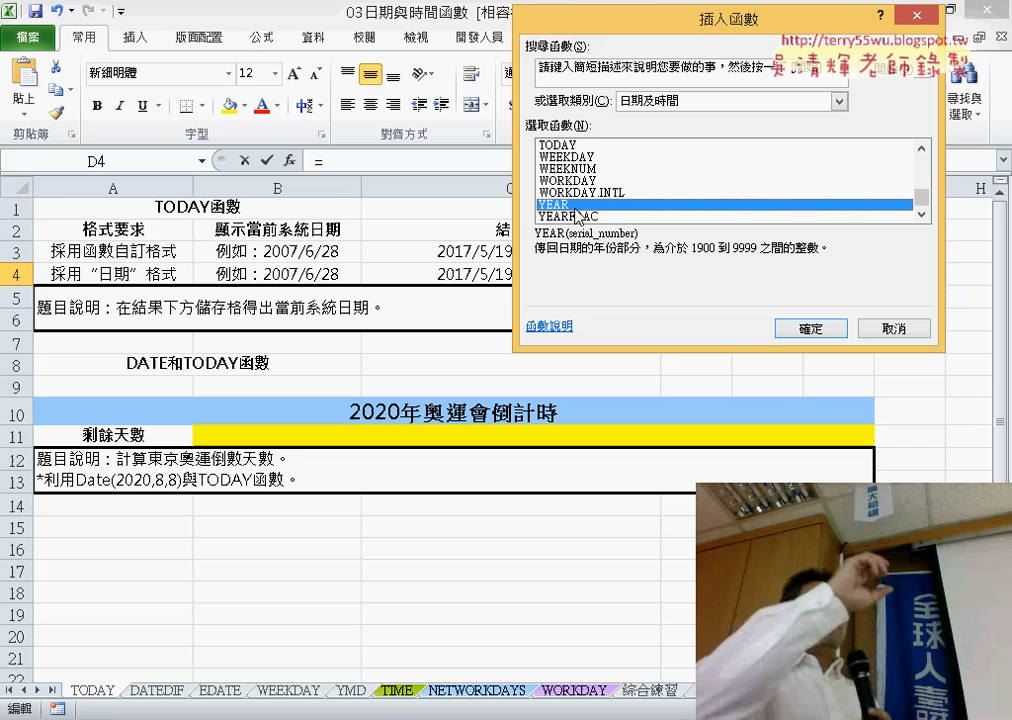 03日期與時間函數 [相容
插入函數
檔案 常用 插入 版面配置 公式 資料 校閱 檢視 開發人員
http://terry55wu.blogspot.tw
吳晴輝老師錄製
搜尋函數(S):
請鍵入簡短描述來說明您要做的事，然後按一
或選取類別(C): 日期及時間
選取函數(N):
TODAY
WEEKDAY
WEEKNUM
WORKDAY
WORKDAY.INTL
YEAR
YEAR(serial_number)
傳回日期的年份部分，為介於 1900 到 9999 之間的整數。
函數說明 確定 取消
貼上 新細明體 12 尋找與
選取
B I U A 中
剪貼簿 字型 對齊方式
D4 fx =
A B H
1 TODAY函數
2 格式要求 顯示當前系統日期 結
3 採用函數自訂格式 例如：2007/6/28 2017/5/19
4 採用“日期”格式 例如：2007/6/28 2017/5/19
5 題目說明：在結果下方儲存格得出當前系統日期。
6
7
8 DATE和TODAY函數
9
10 2020年奧運會倒計時
11 剩餘天數
12 題目說明：計算東京奧運倒數天數。
13 *利用Date(2020,8,8)與TODAY函數。
14
15
16
17
18
19
20
21
TODAY DATEDIF EDATE WEEKDAY YMD TIME NETWORKDAYS WORKDAY 綜合練習
編輯
全球人壽